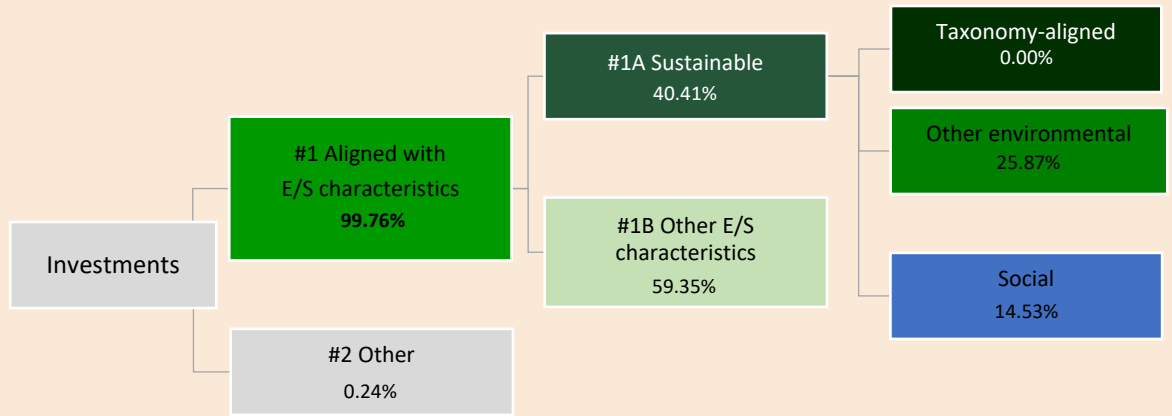 Investments
#1 Aligned with
E/S characteristics
99.76%
#2 Other
0.24%
#1A Sustainable
40.41%
#1B Other E/S
characteristics
59.35%
Taxonomy-aligned
0.00%
Other environmental
25.87%
Social
14.53%